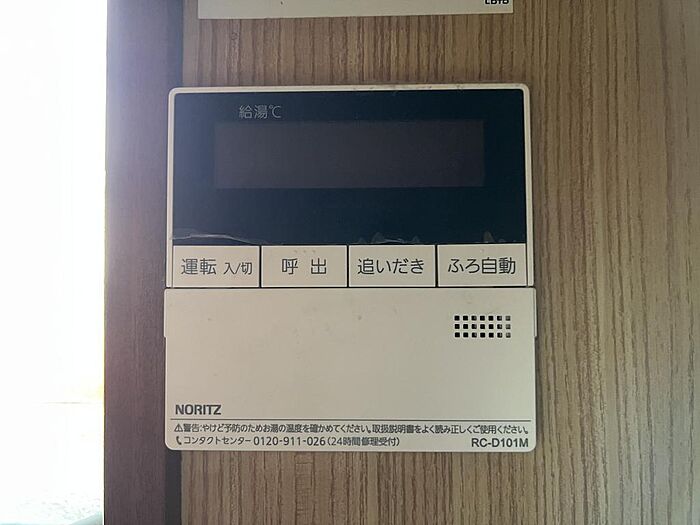 給湯℃
運転 入/切 呼出 追いだき ふろ自動
NORITZ
⚠警告:やけど予防のためお湯の温度を確かめてください。取扱説明書をよく読み正しくご使用ください。
コンタクトセンター 0120-911-026(24時間修理受付) RC-D101M